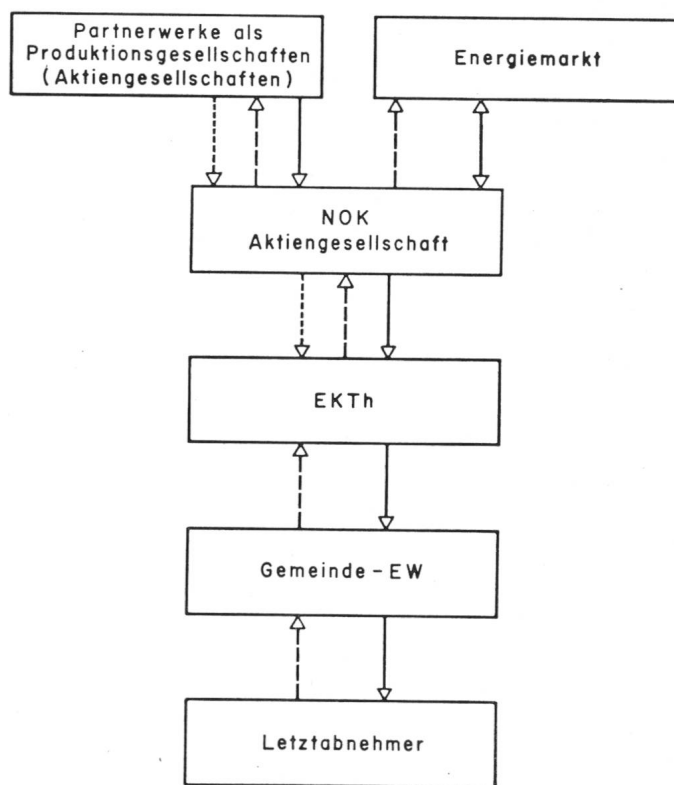 Partnerwerke als
Produktionsgesellschaften
(Aktiengesellschaften)
Energiemarkt
NOK
Aktiengesellschaft
EKTh
Gemeinde-EW
Letztabnehmer